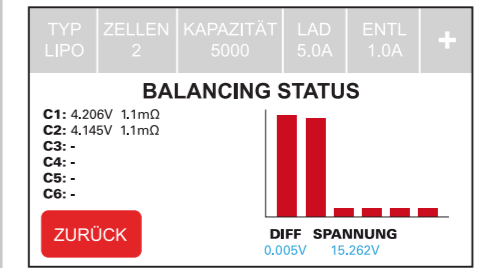 TYP ZELLEN KAPAZITÄT LAD ENTL +
LIPO 2 5000 5.0A 1.0A
BALANCING STATUS
C1: 4.206V 1.1mΩ
C2: 4.145V 1.1mΩ
C3: -
C4: -
C5: -
C6: -
ZURÜCK
DIFF SPANNUNG
0.005V 15.262V